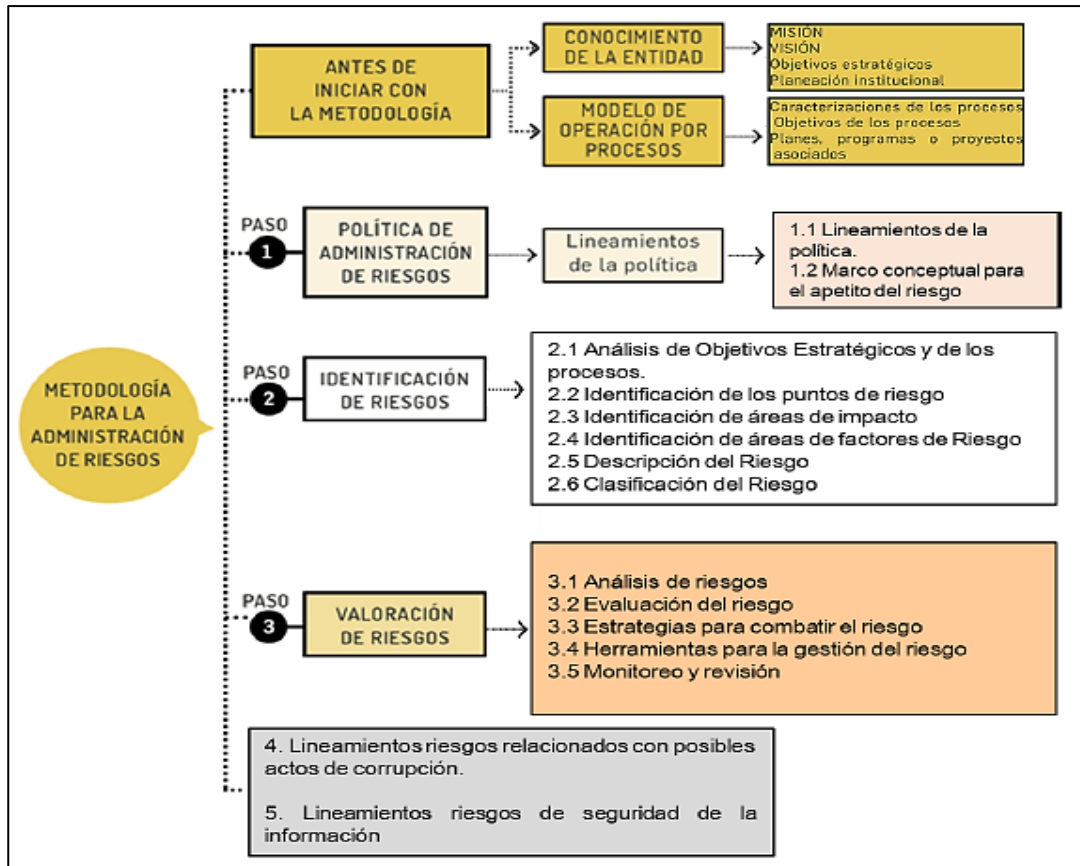 METODOLOGÍA
PARA LA
ADMINISTRACIÓN
DE RIESGOS
ANTES DE
INICIAR CON
LA METODOLOGÍA
CONOCIMIENTO
DE LA ENTIDAD
MISIÓN
VISIÓN
Objetivos estratégicos
Planeación institucional
MODELO DE
OPERACIÓN POR
PROCESOS
Caracterizaciones de los procesos
Objetivos de los procesos
Planes, programas o proyectos
asociados
PASO
1
POLÍTICA DE
ADMINISTRACIÓN
DE RIESGOS
Lineamientos
de la política
1.1 Lineamientos de la
política.
1.2 Marco conceptual para
el apetito del riesgo
PASO
2
IDENTIFICACIÓN
DE RIESGOS
2.1 Análisis de Objetivos Estratégicos y de los
procesos.
2.2 Identificación de los puntos de riesgo
2.3 Identificación de áreas de impacto
2.4 Identificación de áreas de factores de Riesgo
2.5 Descripción del Riesgo
2.6 Clasificación del Riesgo
PASO
3
VALORACIÓN
DE RIESGOS
3.1 Análisis de riesgos
3.2 Evaluación del riesgo
3.3 Estrategias para combatir el riesgo
3.4 Herramientas para la gestión del riesgo
3.5 Monitoreo y revisión
4. Lineamientos riesgos relacionados con posibles
actos de corrupción.
5. Lineamientos riesgos de seguridad de la
información